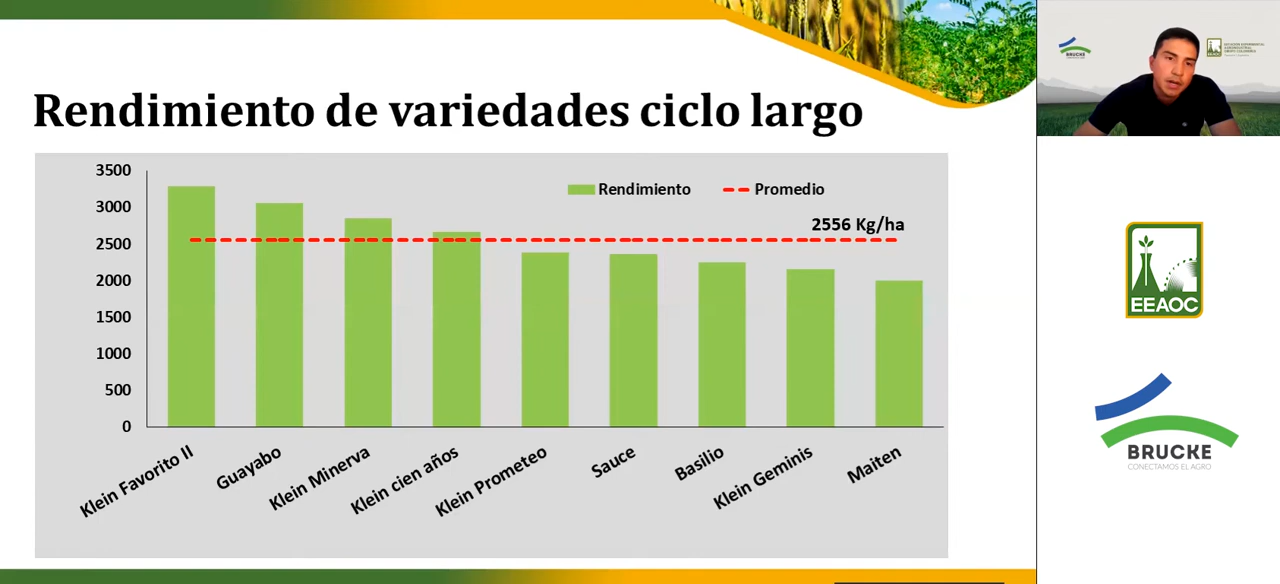 Rendimiento de variedades ciclo largo
3500
3000
2500
2000
1500
1000
500
0
Rendimiento
Promedio
2556 Kg/ha
Klein Favorito II
Guayabo
Klein Minerva
Klein cien años
Klein Prometeo
Sauce
Basilio
Klein Geminis
Maiten
BRUCKE
EEAOC
BRUCKE
CONECTAMOS EL AGRO